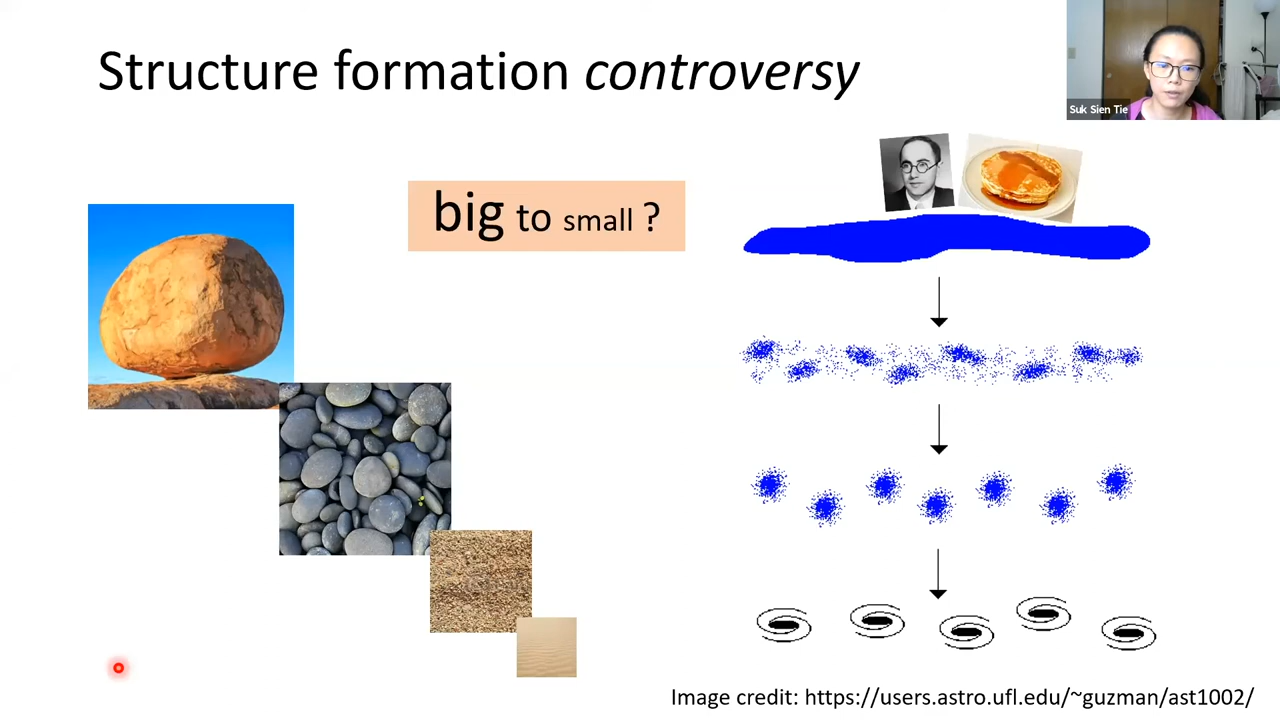 Structure formation controversy
Suk Sien Tie
big to small ?
Image credit: https://users.astro.ufl.edu/~guzman/ast1002/